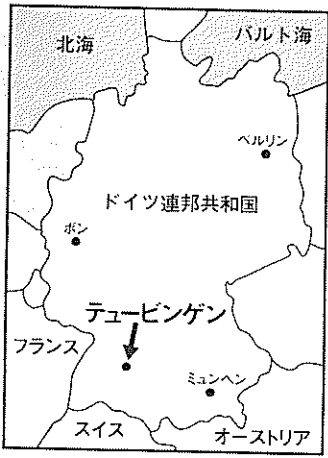 北海
バルト海
ベルリン
ドイツ連邦共和国
ボン
テュービンゲン
フランス
ミュンヘン
スイス
オーストリア